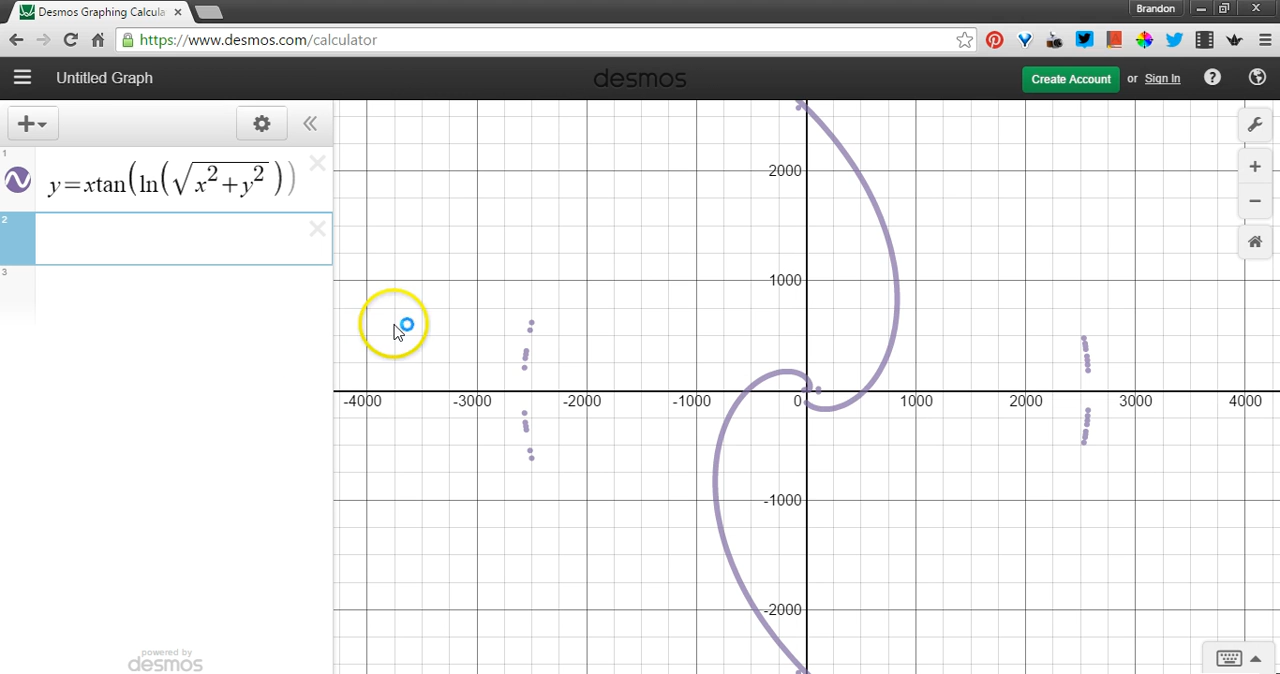 Desmos Graphing Calcula
Brandon
https://www.desmos.com/calculator
Untitled Graph
desmos
Create Account or Sign In
1
y=xtan(ln(√x²+y²))
2
3
2000
1000
-4000 -3000 -2000 -1000 0 1000 2000 3000 4000
-1000
-2000
powered by
desmos